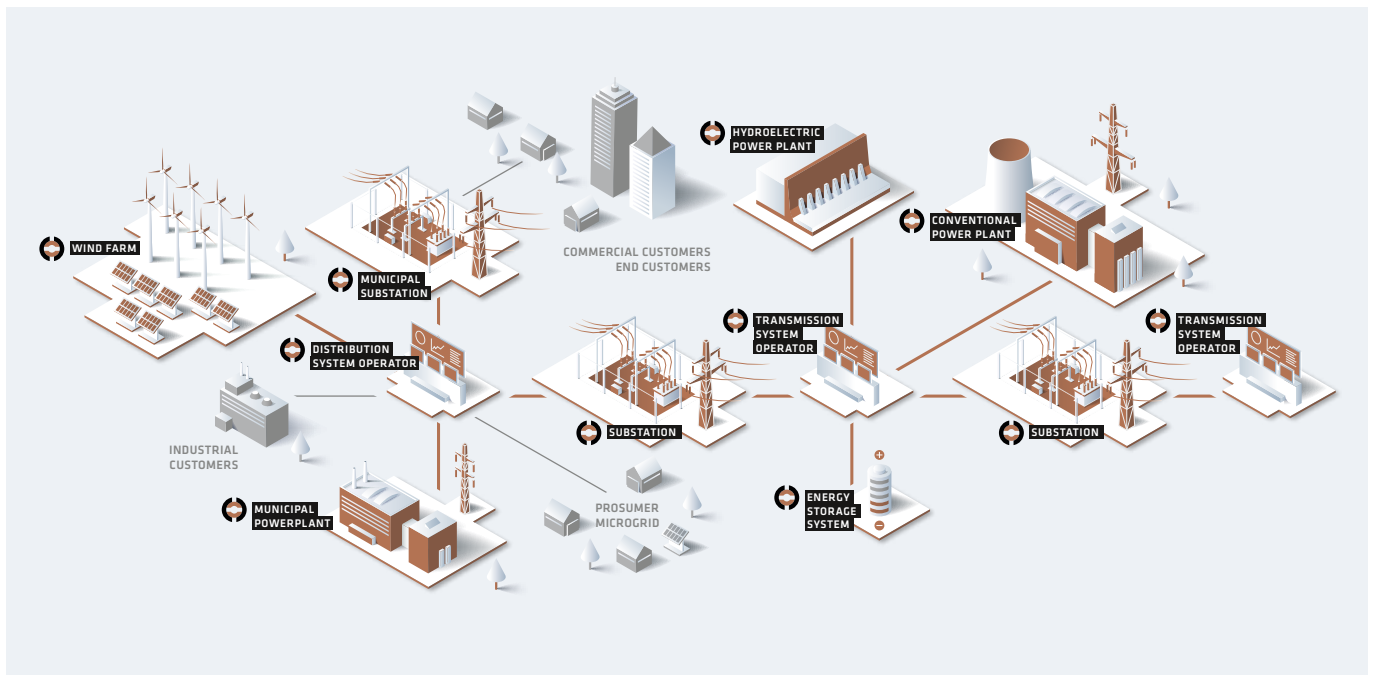 HYDROELECTRIC
POWER PLANT
WIND FARM
MUNICIPAL
SUBSTATION
COMMERCIAL CUSTOMERS
END CUSTOMERS
CONVENTIONAL
POWER PLANT
DISTRIBUTION
SYSTEM OPERATOR
TRANSMISSION
SYSTEM
OPERATOR
TRANSMISSION
SYSTEM
OPERATOR
SUBSTATION
SUBSTATION
INDUSTRIAL
CUSTOMERS
MUNICIPAL
POWERPLANT
PROSUMER
MICROGRID
ENERGY
STORAGE
SYSTEM